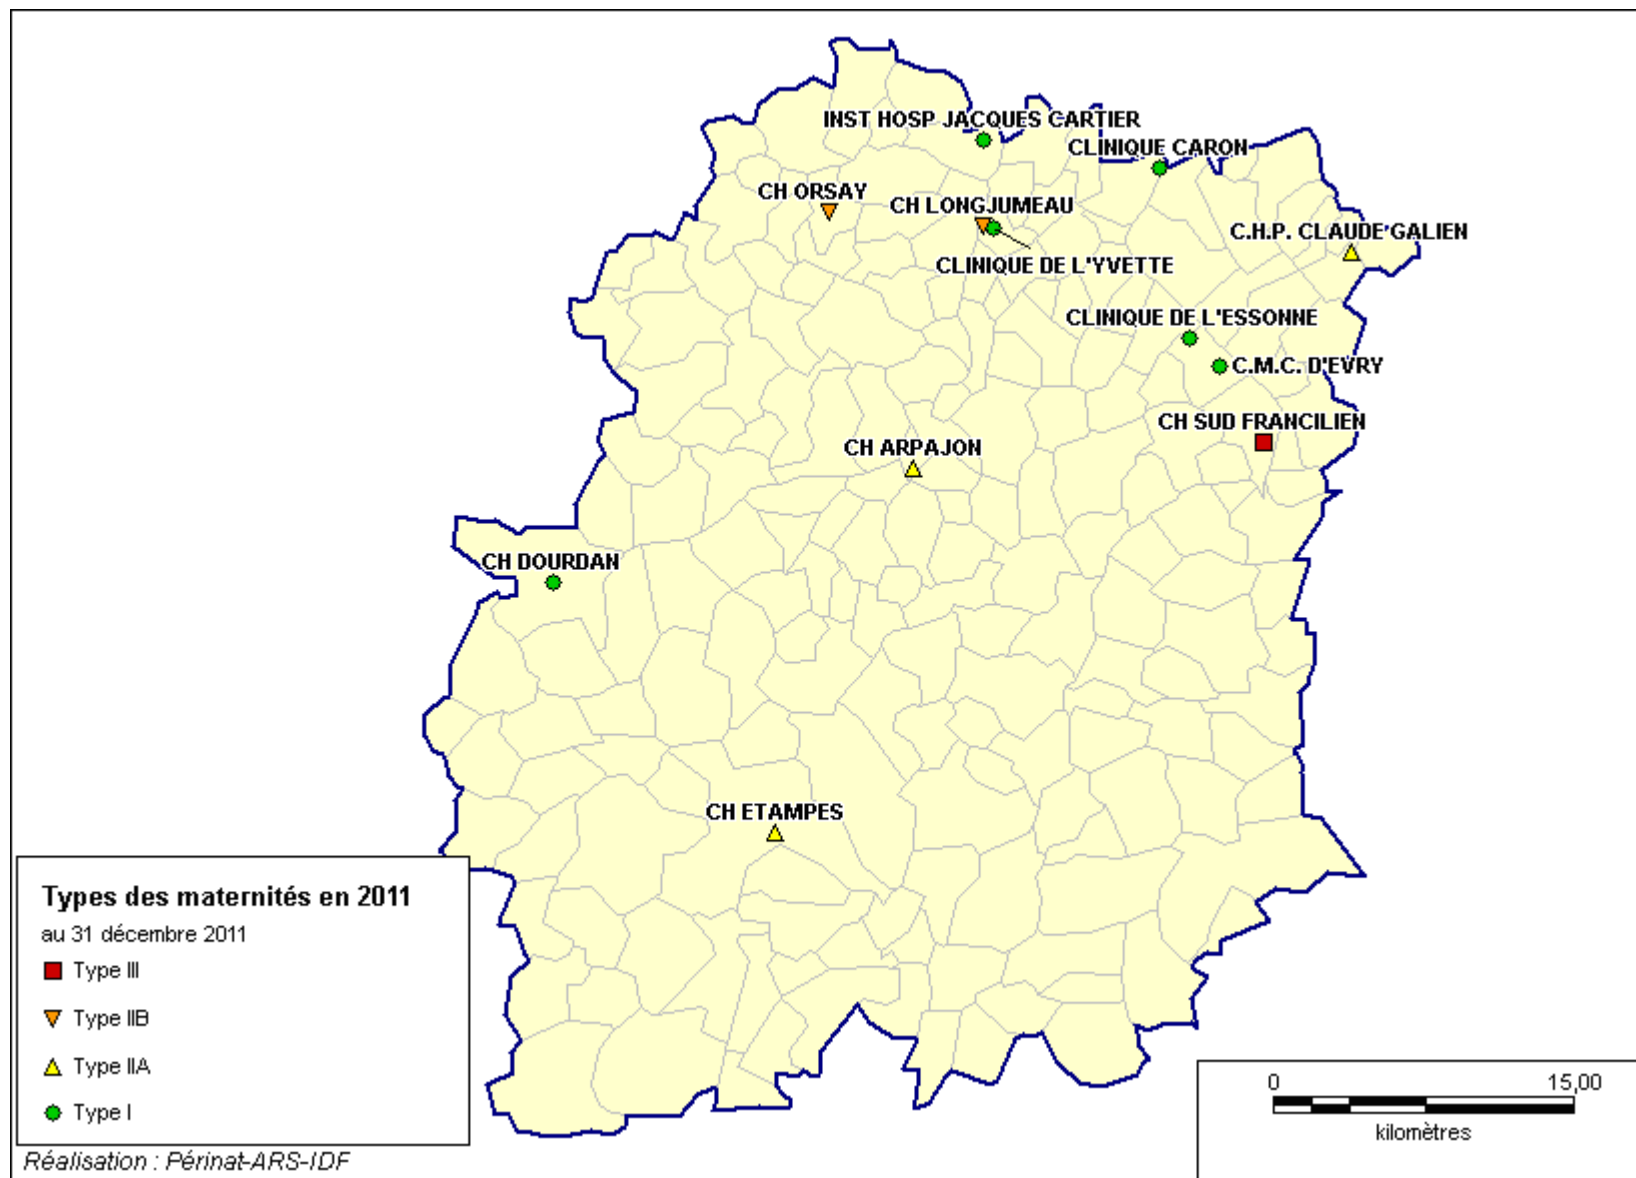 INST HOSP JACQUES CARTIER
CLINIQUE CARON
CH ORSAY
CH LONGJUMEAU
C.H.P. CLAUDE GALIEN
CLINIQUE DE L'YVETTE
CLINIQUE DE L'ESSONNE
C.M.C. D'EVRY
CH SUD FRANCILIEN
CH ARPAJON
CH DOURDAN
CH ETAMPES
Types des maternités en 2011
au 31 décembre 2011
Type III
Type IIB
Type IIA
Type I
Réalisation : Périnat-ARS-IDF
0 15,00
kilomètres